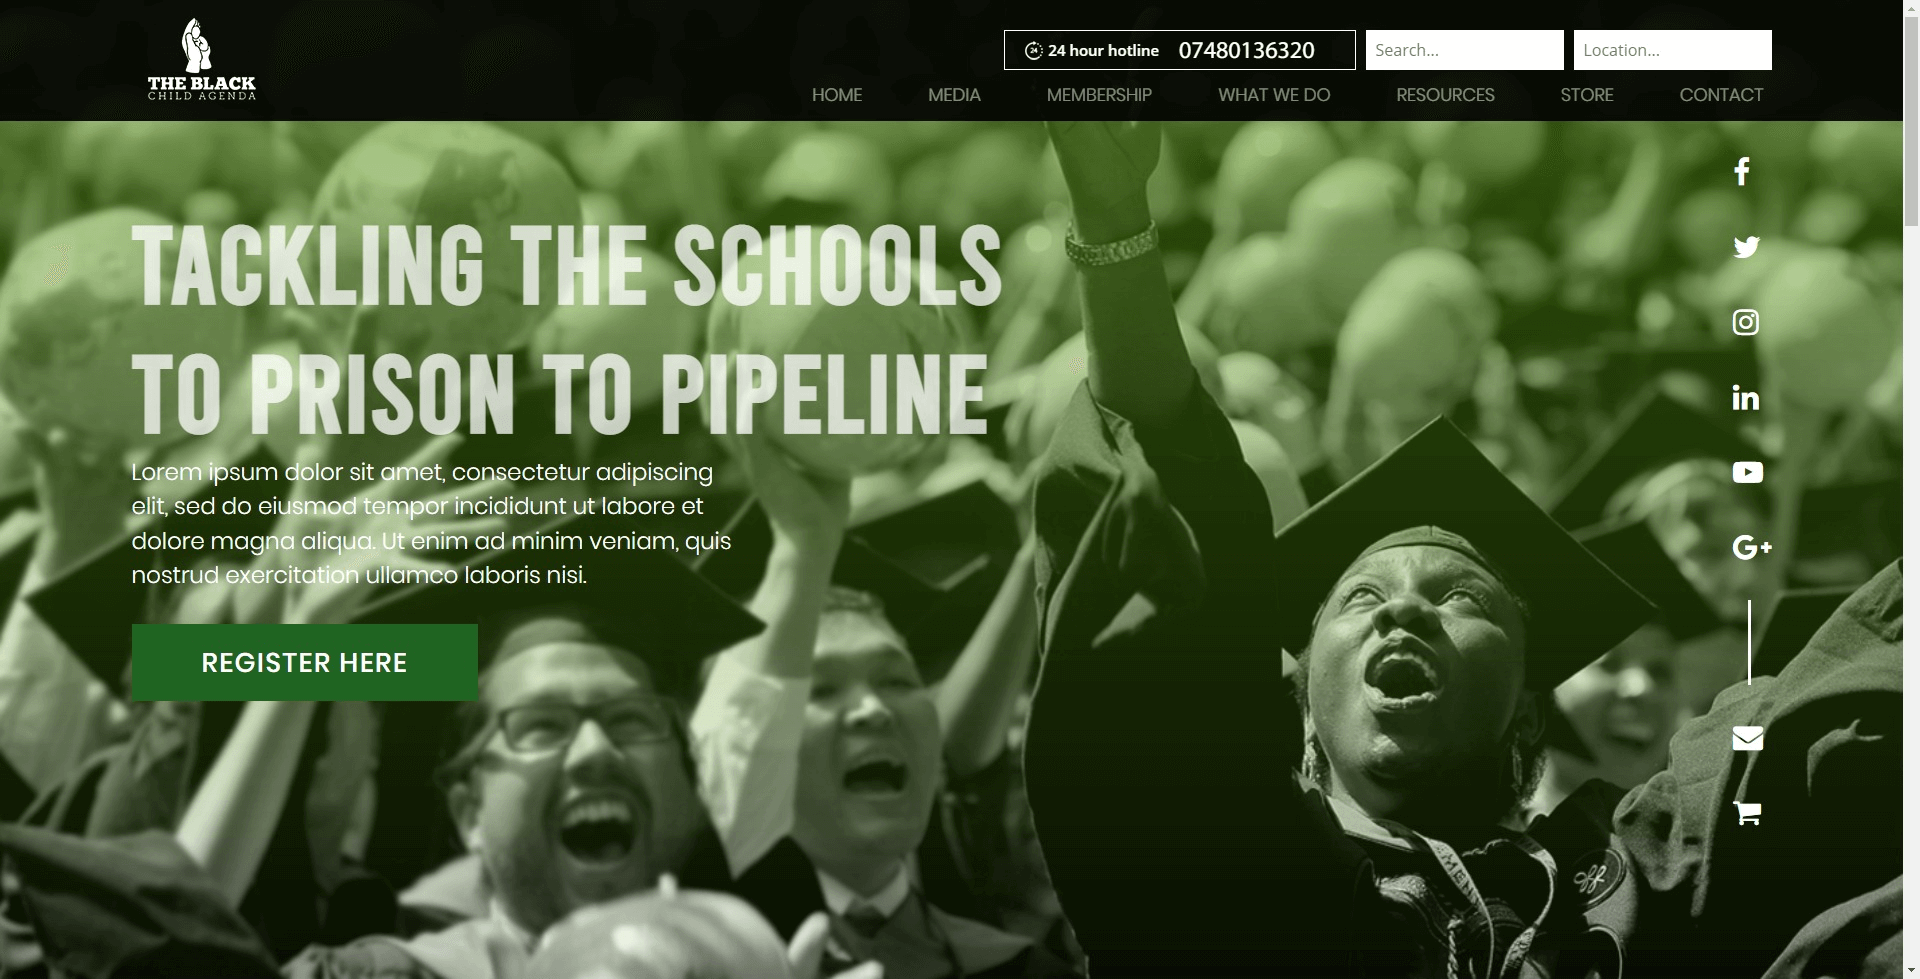 THE BLACK
CHILD AGENDA
24 24 hour hotline 07480136320
Search...
Location...
HOME MEDIA MEMBERSHIP WHAT WE DO RESOURCES STORE CONTACT
TACKLING THE SCHOOLS
TO PRISON TO PIPELINE
Lorem ipsum dolor sit amet, consectetur adipiscing
elit, sed do eiusmod tempor incididunt ut labore et
dolore magna aliqua. Ut enim ad minim veniam, quis
nostrud exercitation ullamco laboris nisi.
REGISTER HERE
in
G+